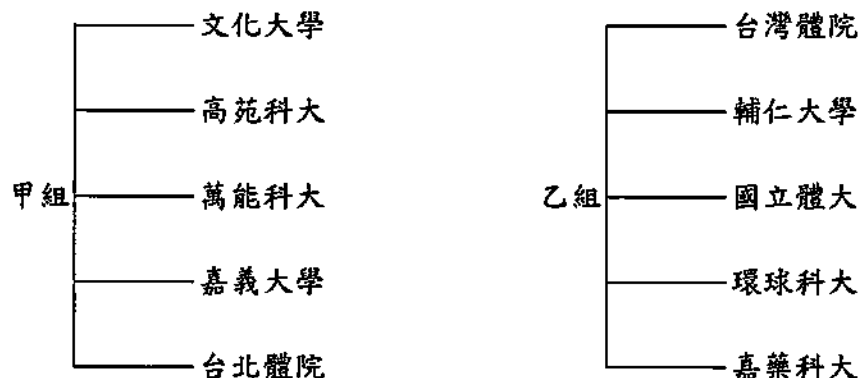 甲組
文化大學
高苑科大
萬能科大
嘉義大學
台北體院
乙組
台灣體院
輔仁大學
國立體大
環球科大
嘉藥科大